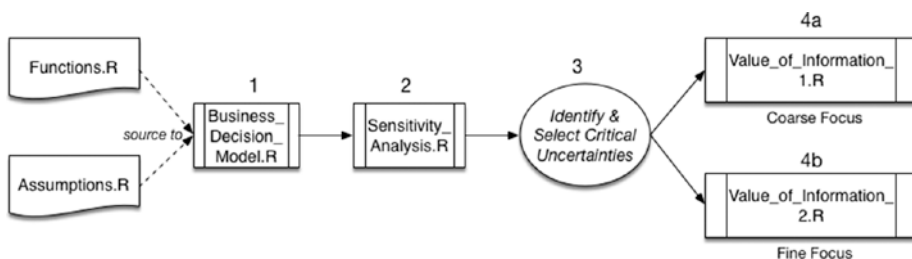 Functions.R
Assumptions.R
source to
1
Business_
Decision_
Model.R
2
Sensitivity_
Analysis.R
3
Identify &
Select Critical
Uncertainties
4a
Value_of_Information_
1.R
Coarse Focus
4b
Value_of_Information_
2.R
Fine Focus